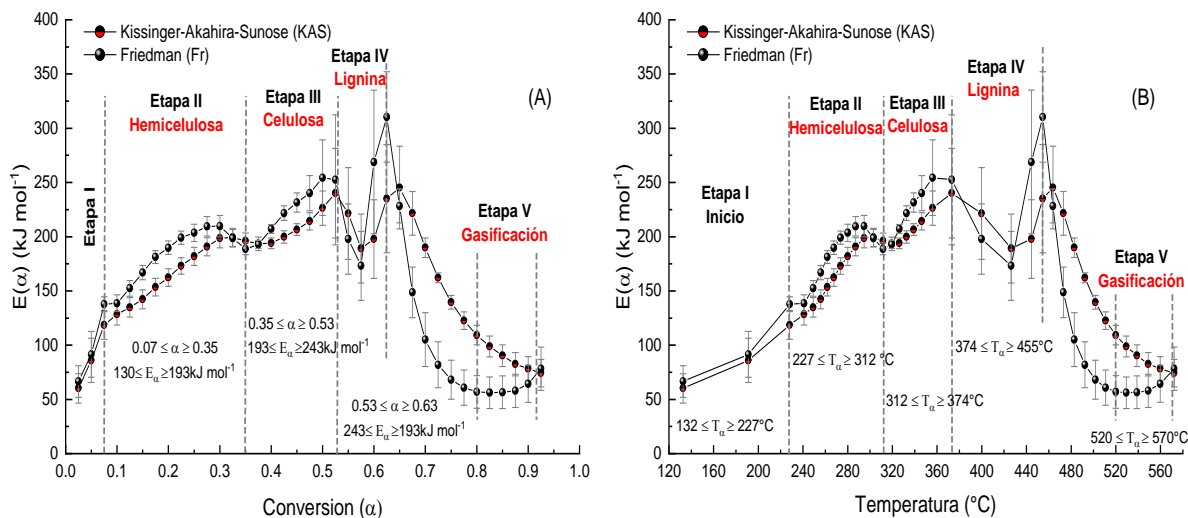 400
350
300
250
200
150
100
50
0
E(α) (kJ mol⁻¹)
Kissinger-Akahira-Sunose (KAS)
Friedman (Fr)
(A)
Etapa I
Etapa II
Hemicelulosa
Etapa III
Celulosa
Etapa IV
Lignina
Etapa V
Gasificación
0.07 ≤ α ≥ 0.35
130≤ Eα ≥193kJ mol⁻¹
0.35 ≤ α ≥ 0.53
193≤ Eα ≥243kJ mol⁻¹
0.53 ≤ α ≥ 0.63
243≤ Eα ≥193kJ mol⁻¹
0.0 0.1 0.2 0.3 0.4 0.5 0.6 0.7 0.8 0.9 1.0
Conversion (α)
400
350
300
250
200
150
100
50
0
E(α) (kJ mol⁻¹)
Kissinger-Akahira-Sunose (KAS)
Friedman (Fr)
(B)
Etapa I
Inicio
Etapa II
Hemicelulosa
Etapa III
Celulosa
Etapa IV
Lignina
Etapa V
Gasificación
132 ≤ Tα ≥ 227°C
227 ≤ Tα ≥ 312 °C
312 ≤ Tα ≥ 374°C
374 ≤ Tα ≥ 455°C
520 ≤ Tα ≥ 570°C
120 160 200 240 280 320 360 400 440 480 520 560
Temperatura (°C)